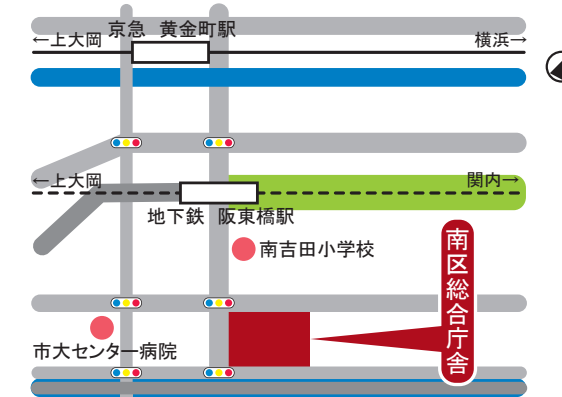 京急 黄金町駅
←上大岡
横浜→
←上大岡
関内→
地下鉄 阪東橋駅
南吉田小学校
南区総合庁舎
市大センター病院